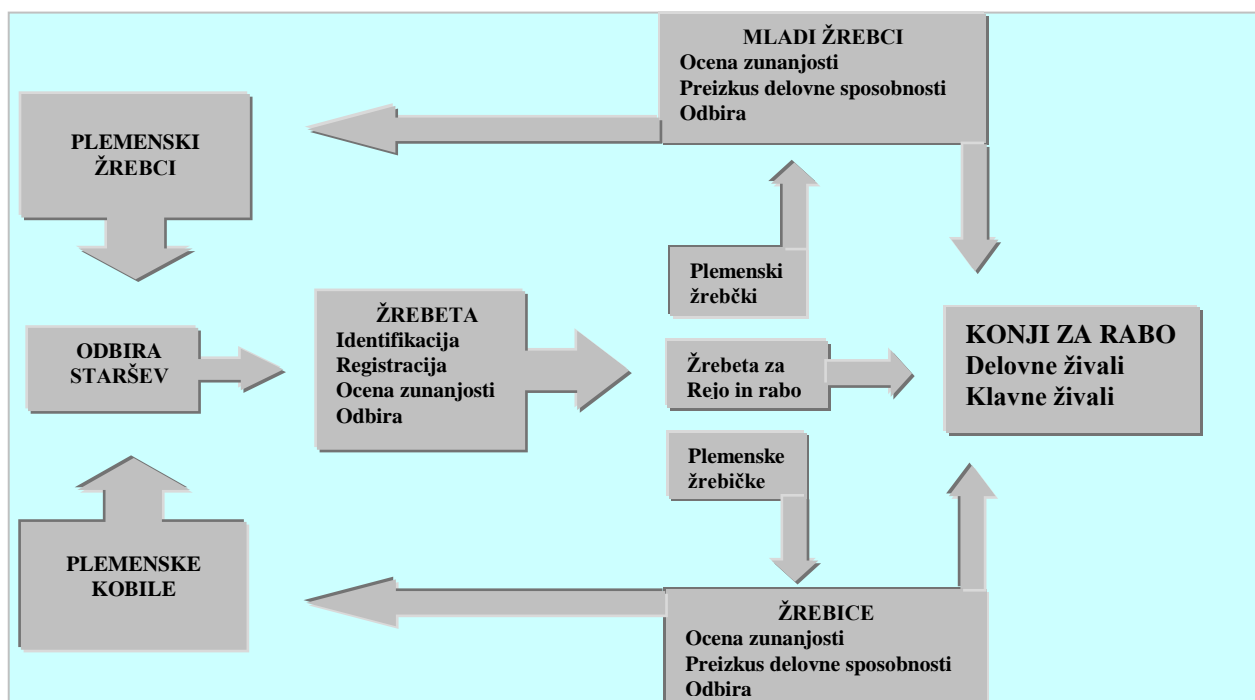 MLADI ŽREBCI
Ocena zunanjosti
Preizkus delovne sposobnosti
Odbira
PLEMENSKI
ŽREBCI
Plemenski
žrebčki
ŽREBETA
Identifikacija
Registracija
Ocena zunanjosti
Odbira
ODBIRA
STARŠEV
Žrebeta za
Rejo in rabo
KONJI ZA RABO
Delovne živali
Klavne živali
Plemenske
žrebičke
PLEMENSKE
KOBILE
ŽREBICE
Ocena zunanjosti
Preizkus delovne sposobnosti
Odbira